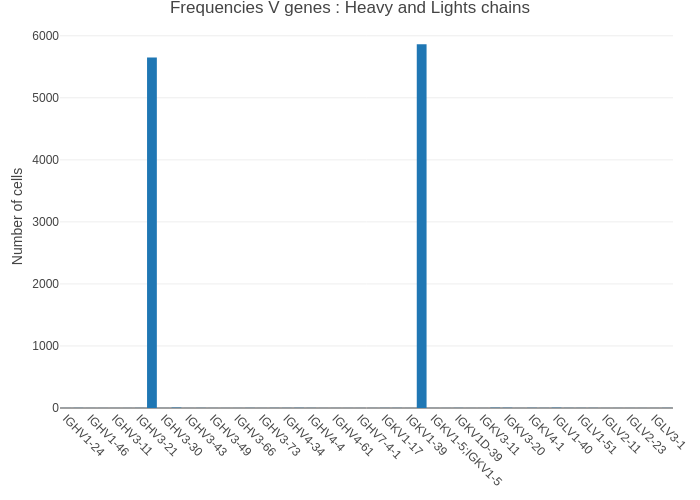 Frequencies V genes : Heavy and Lights chains
Number of cells
6000
5000
4000
3000
2000
1000
0
IGHV1-24
IGHV1-46
IGHV3-11
IGHV3-21
IGHV3-30
IGHV3-43
IGHV3-49
IGHV3-66
IGHV3-73
IGHV4-34
IGHV4-4
IGHV4-61
IGHV7-4-1
IGKV1-17
IGKV1-39
IGKV1-5;IGKV1-5
IGKV1D-39
IGKV3-11
IGKV3-20
IGKV4-1
IGLV1-40
IGLV1-51
IGLV2-11
IGLV2-23
IGLV3-1